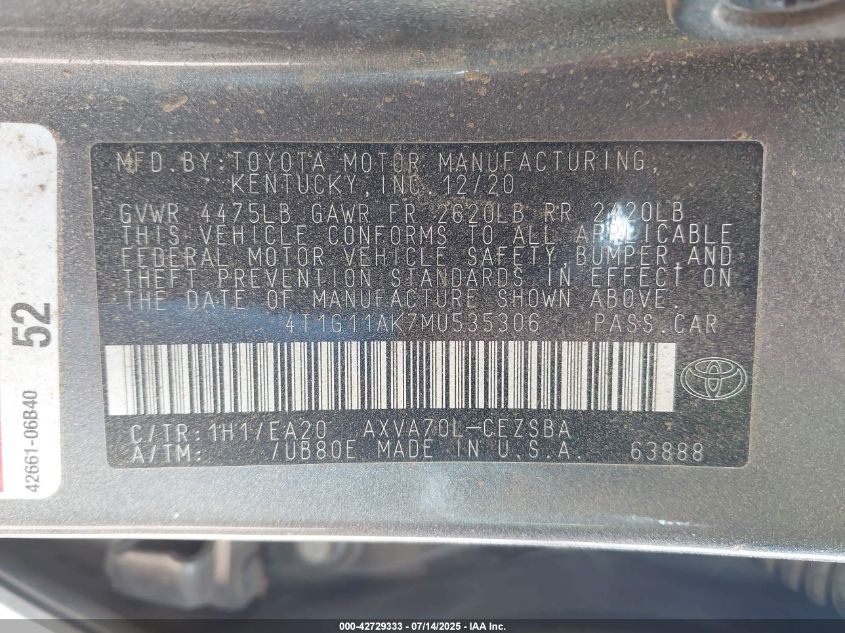 MFD.BY: TOYOTA MOTOR MANUFACTURING,
KENTUCKY, INC. 12/20
GVWR 4475LB GAWR FR 2620LB RR 2420LB
THIS VEHICLE CONFORMS TO ALL APPLICABLE
FEDERAL MOTOR VEHICLE SAFETY, BUMPER, AND
THEFT PREVENTION STANDARDS IN EFFECT ON
THE DATE OF MANUFACTURE SHOWN ABOVE.
4T1G11AK7MU535306 PASS.CAR
C/TR: 1H1/EA20 AXVA70L-CEZSBA
A/TM: /UB80E MADE IN U.S.A. 63888
52
42661-06B40
000-42729333 - 07/14/2025 - IAA Inc.